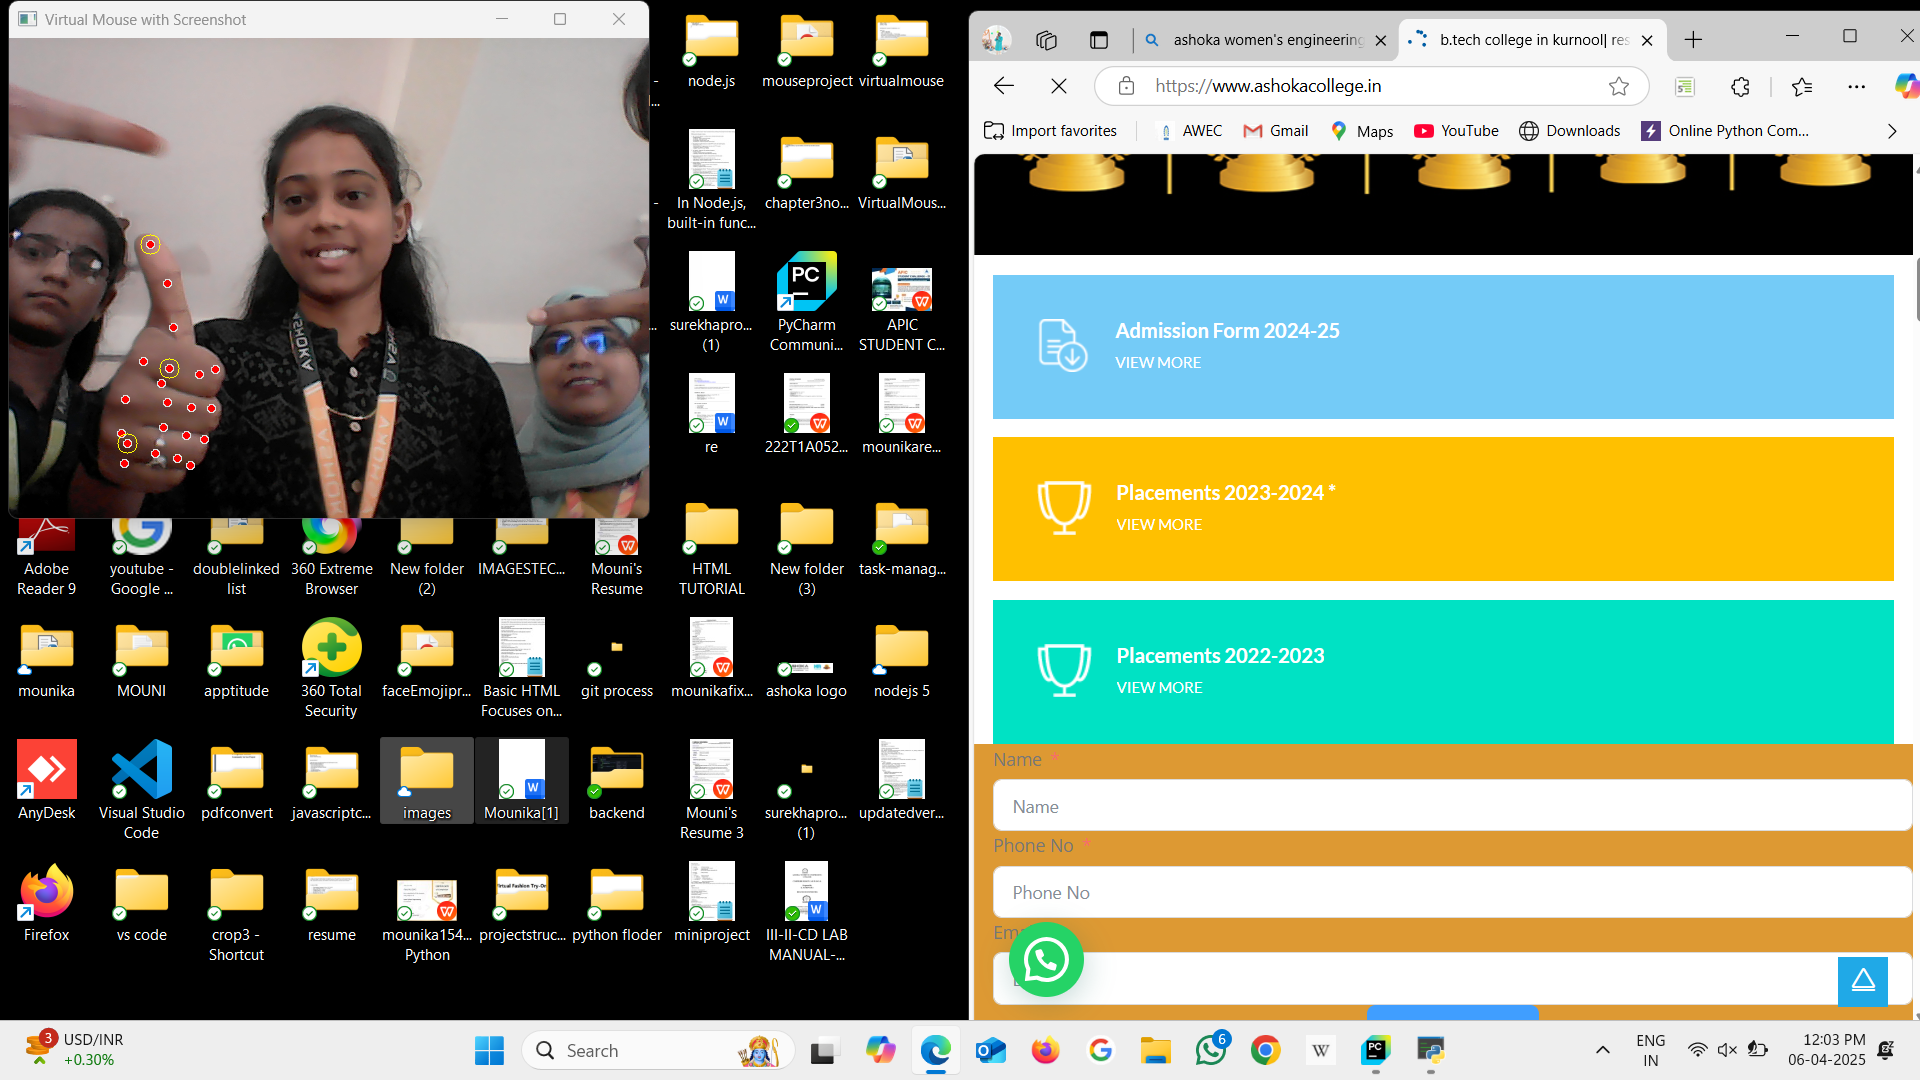 Virtual Mouse with Screenshot
ASHOKA
node.js
mouseproject
virtualmouse
In Node.js,
built-in func...
chapter3no...
VirtualMous...
surekhapro...
(1)
PyCharm
Communi...
APIC
STUDENT C...
re
222T1A052...
mounikare...
Adobe
Reader 9
youtube -
Google ...
doublelinked
list
360 Extreme
Browser
New folder
(2)
IMAGESTEC...
Mouni's
Resume
HTML
TUTORIAL
New folder
(3)
task-manag...
mounika
MOUNI
apptitude
360 Total
Security
faceEmojipr...
Basic HTML
Focuses on...
git process
mounikafix...
ashoka logo
nodejs 5
AnyDesk
Visual Studio
Code
pdfconvert
javascriptc...
images
Mounika[1]
backend
Mouni's
Resume 3
surekhapro...
(1)
updatedver...
Firefox
vs code
crop3 -
Shortcut
resume
mounika154...
Python
projectstruc...
python floder
miniproject
III-II-CD LAB
MANUAL-...
ashoka women's engineering
b.tech college in kurnool| res
https://www.ashokacollege.in
Import favorites
AWEC
Gmail
Maps
YouTube
Downloads
Online Python Com...
Admission Form 2024-25
VIEW MORE
Placements 2023-2024 *
VIEW MORE
Placements 2022-2023
VIEW MORE
Name *
Name
Phone No *
Phone No
3
USD/INR
+0.30%
Search
6
ENG
IN
12:03 PM
06-04-2025